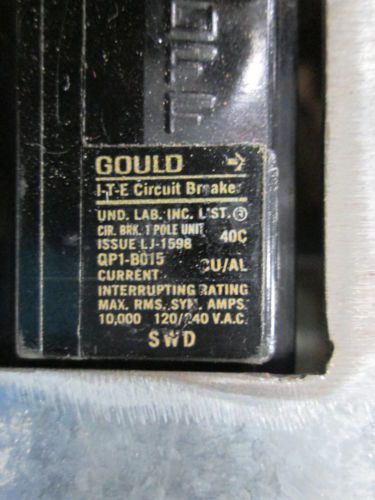 GOULD
I-T-E Circuit Breaker
UND. LAB. INC. LIST.
CIR. BRK. 1 POLE UNIT 40C
ISSUE LJ-1598
QP1-B015 CU/AL
CURRENT
INTERRUPTING RATING
MAX. RMS. SYM. AMPS
10,000 120/240 V.A.C.
SWD